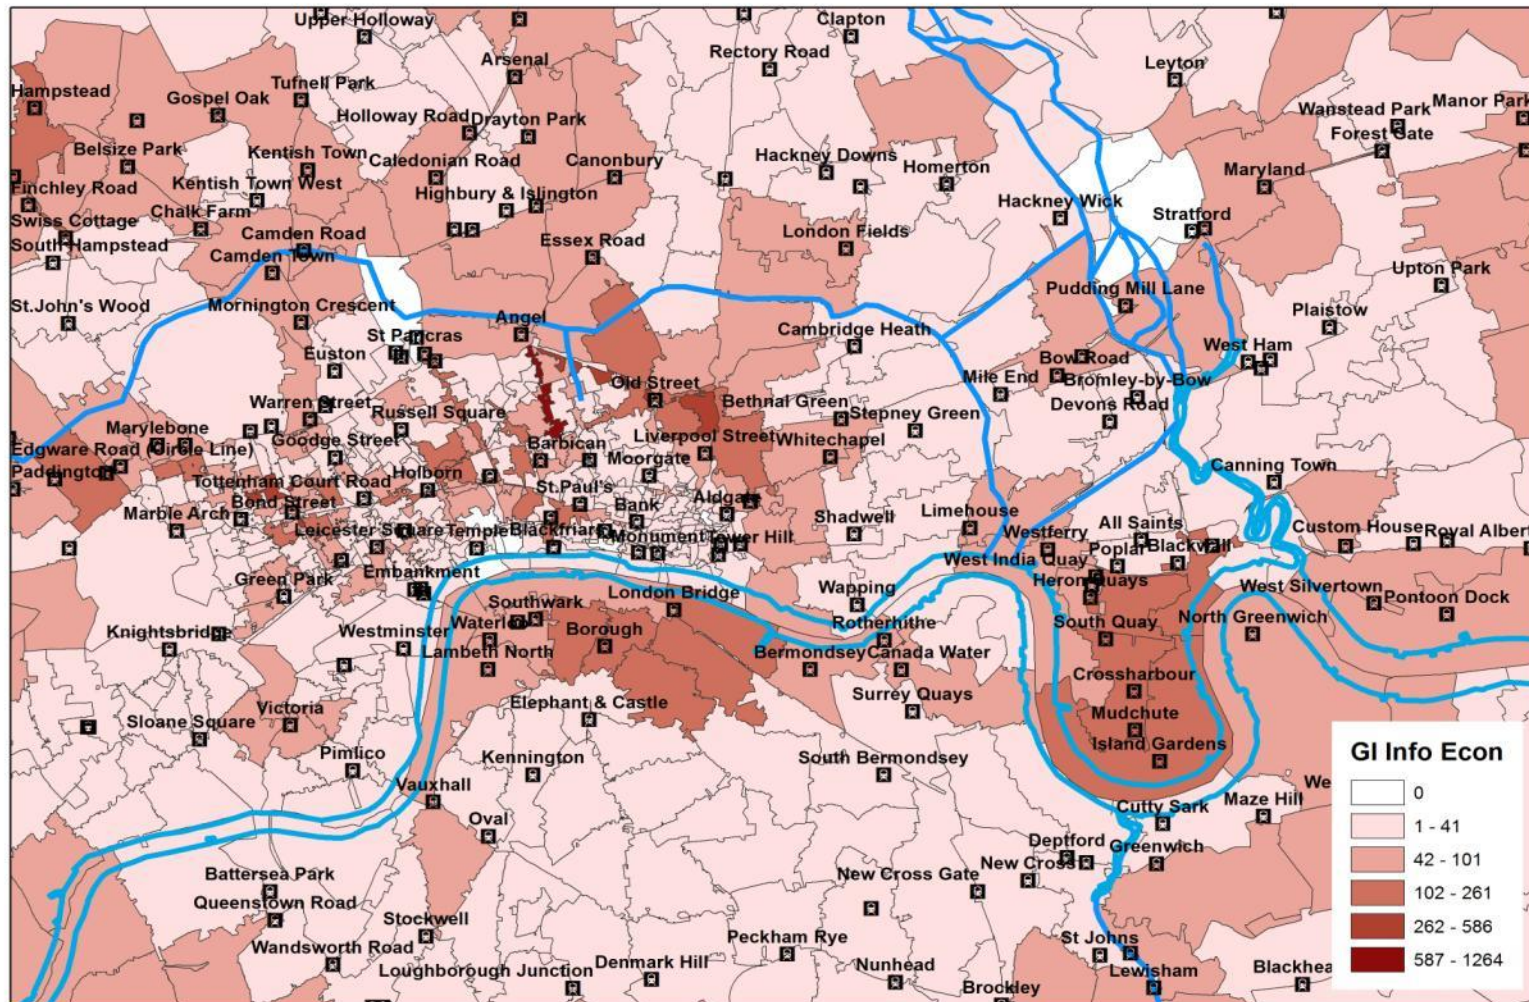 Upper Holloway
Clapton
Rectory Road
Arsenal
Leyton
Tufnell Park
Hampstead
Gospel Oak
Wanstead Park
Manor Park
Holloway Road
Drayton Park
Forest Gate
Belsize Park
Kentish Town
Caledonian Road
Canonbury
Hackney Downs
Homerton
Maryland
Finchley Road
Kentish Town West
Highbury & Islington
Hackney Wick
Swiss Cottage
Chalk Farm
Stratford
South Hampstead
Camden Road
Essex Road
London Fields
Camden Town
Upton Park
St.John's Wood
Mornington Crescent
Pudding Mill Lane
Plaistow
Angel
St Pancras
Cambridge Heath
Euston
Bow Road
West Ham
Old Street
Mile End
Bromley-by-Bow
Warren Street
Russell Square
Bethnal Green
Stepney Green
Devons Road
Marylebone
Goodge Street
Barbican
Liverpool Street
Whitechapel
Edgware Road (Circle Line)
Moorgate
Paddington
Holborn
Canning Town
Tottenham Court Road
St.Paul's
Bond Street
Bank
Aldgate
Marble Arch
Shadwell
Limehouse
All Saints
Leicester Square
Temple
Blackfriars
Monument
Tower Hill
Westferry
Custom House
Royal Albert
Poplar
Blackwall
West India Quay
Green Park
Embankment
Heron Quays
West Silvertown
London Bridge
Wapping
Pontoon Dock
Southwark
Knightsbridge
Westminster
Waterloo
Borough
Rotherhithe
South Quay
North Greenwich
Lambeth North
Bermondsey
Canada Water
Crossharbour
Surrey Quays
Sloane Square
Victoria
Elephant & Castle
Mudchute
Island Gardens
Pimlico
Kennington
South Bermondsey
Vauxhall
We
Oval
Cutty Sark
Maze Hill
Deptford
Greenwich
Battersea Park
New Cross Gate
New Cross
Queenstown Road
Stockwell
Wandsworth Road
Peckham Rye
St Johns
Loughborough Junction
Denmark Hill
Nunhead
Lewisham
Blackhea
Brockley
GI Info Econ
0
1 - 41
42 - 101
102 - 261
262 - 586
587 - 1264